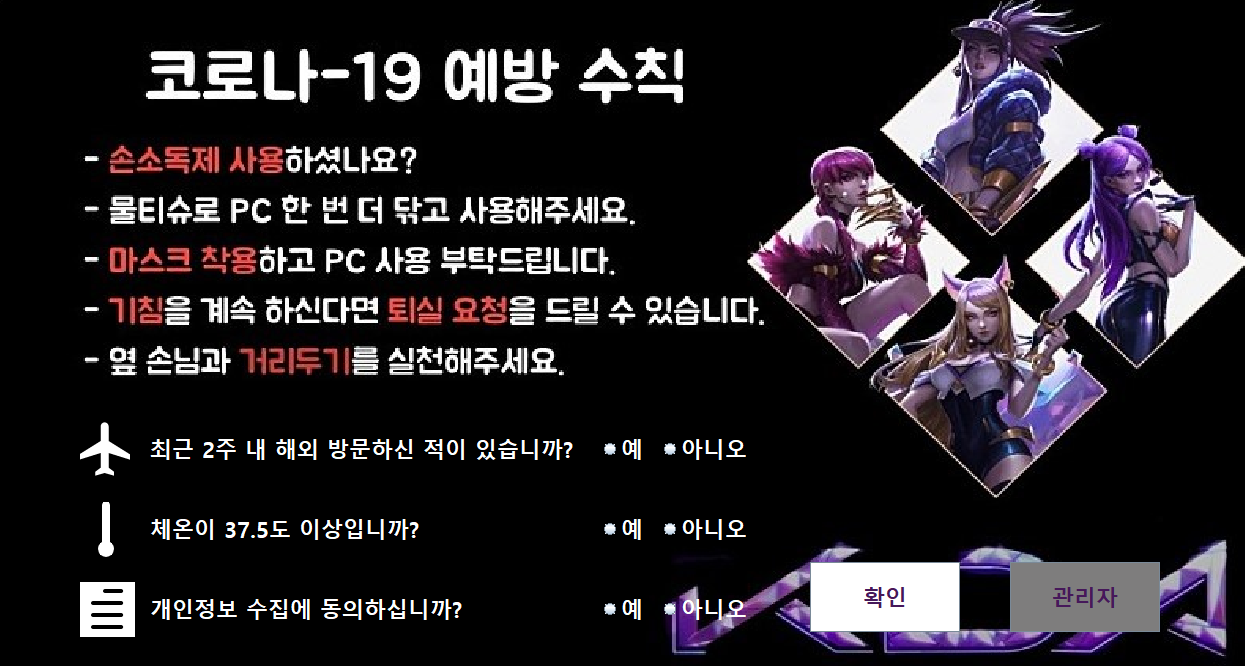 코로나-19 예방 수칙
- 손소독제 사용하셨나요?
- 물티슈로 PC 한 번 더 닦고 사용해주세요.
- 마스크 착용하고 PC 사용 부탁드립니다.
- 기침을 계속 하신다면 퇴실 요청을 드릴 수 있습니다.
- 옆 손님과 거리두기를 실천해주세요.
최근 2주 내 해외 방문하신 적이 있습니까? 예 아니오
체온이 37.5도 이상입니까? 예 아니오
개인정보 수집에 동의하십니까? 예 아니오
확인 관리자
K/DA